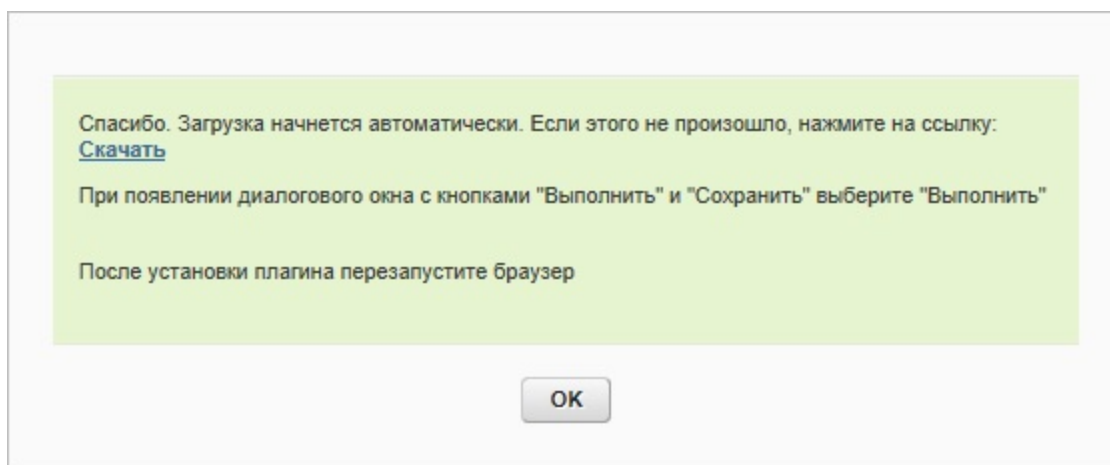 Спасибо. Загрузка начнется автоматически. Если этого не произошло, нажмите на ссылку:
Скачать
При появлении диалогового окна с кнопками "Выполнить" и "Сохранить" выберите "Выполнить"
После установки плагина перезапустите браузер
OK